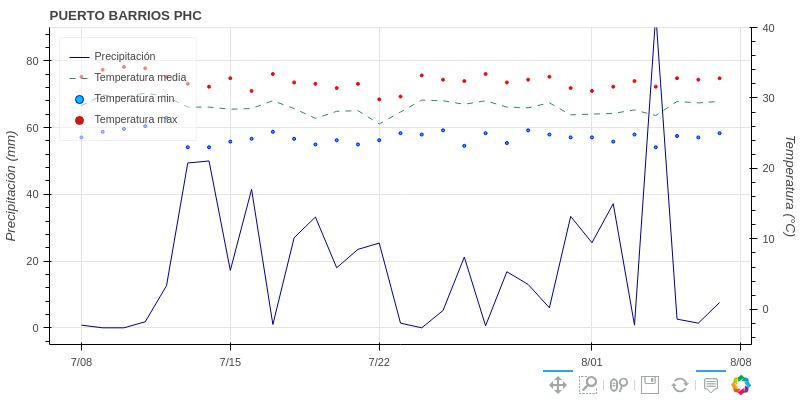 PUERTO BARRIOS PHC
Precipitación
Temperatura media
Temperatura min
Temperatura max
Precipitación (mm)
80
60
40
20
0
Temperatura (°C)
40
30
20
10
0
7/08
7/15
7/22
8/01
8/08